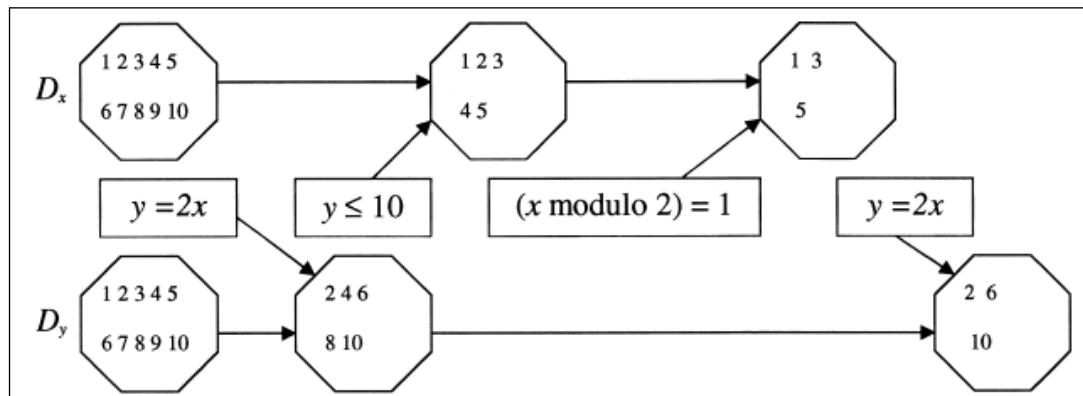 1 2 3 4 5
6 7 8 9 10
Dx
1 2 3
4 5
1 3
5
y =2x
y ≤ 10
(x modulo 2) = 1
y =2x
1 2 3 4 5
6 7 8 9 10
Dy
2 4 6
8 10
2 6
10